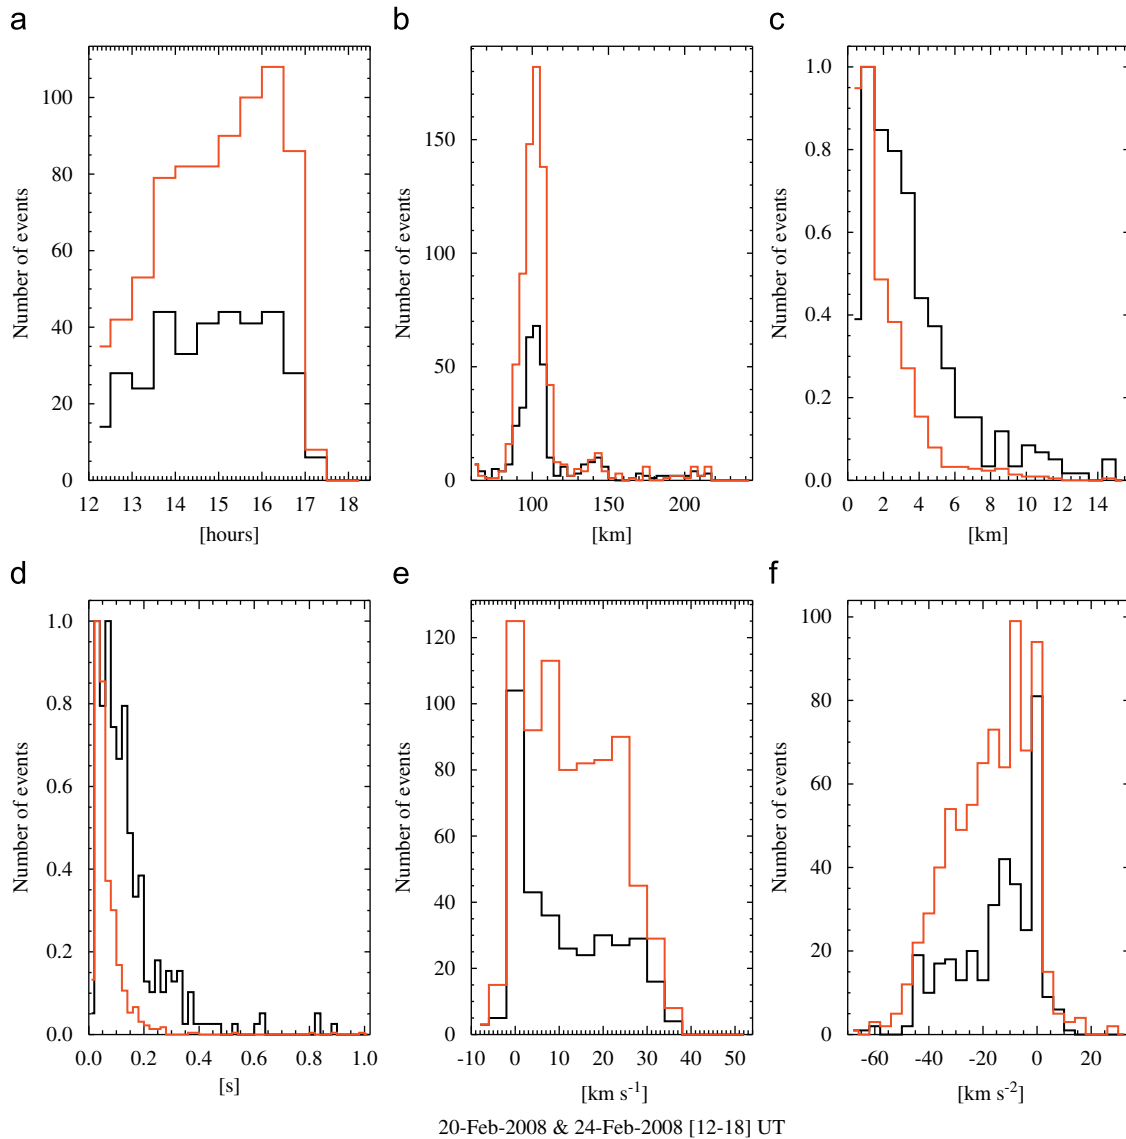 a
b
c
Number of events
100
80
60
40
20
0
12 13 14 15 16 17 18
[hours]
Number of events
150
100
50
0
100 150 200
[km]
Number of events
1.0
0.8
0.6
0.4
0.2
0.0
0 2 4 6 8 10 12 14
[km]
d
e
f
Number of events
1.0
0.8
0.6
0.4
0.2
0.0
0.0 0.2 0.4 0.6 0.8 1.0
[s]
Number of events
120
100
80
60
40
20
0
-10 0 10 20 30 40 50
[km s-1]
Number of events
100
80
60
40
20
0
-60 -40 -20 0 20
[km s-2]
20-Feb-2008 & 24-Feb-2008 [12-18] UT